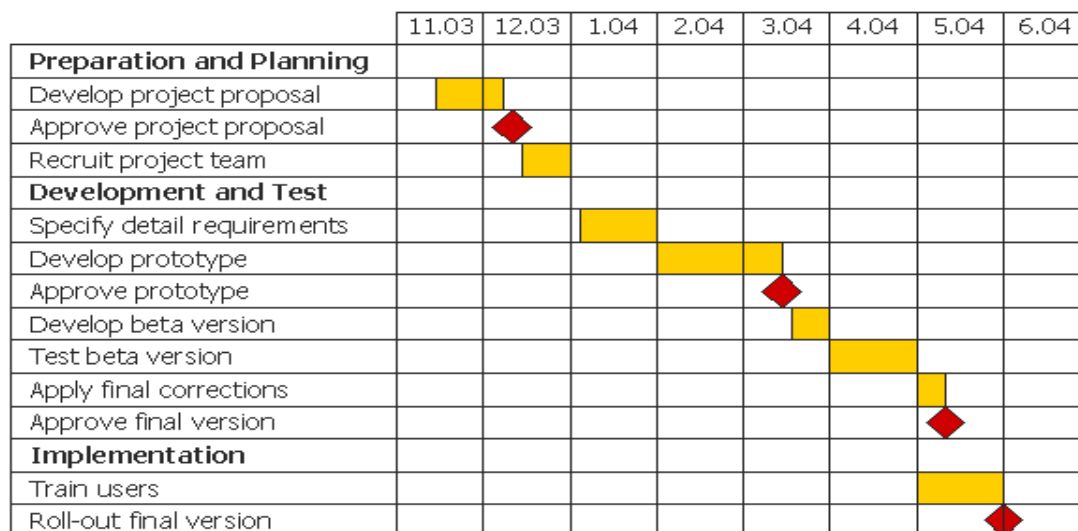 11.03 12.03 1.04 2.04 3.04 4.04 5.04 6.04
Preparation and Planning
Develop project proposal
Approve project proposal
Recruit project team
Development and Test
Specify detail requirements
Develop prototype
Approve prototype
Develop beta version
Test beta version
Apply final corrections
Approve final version
Implementation
Train users
Roll-out final version